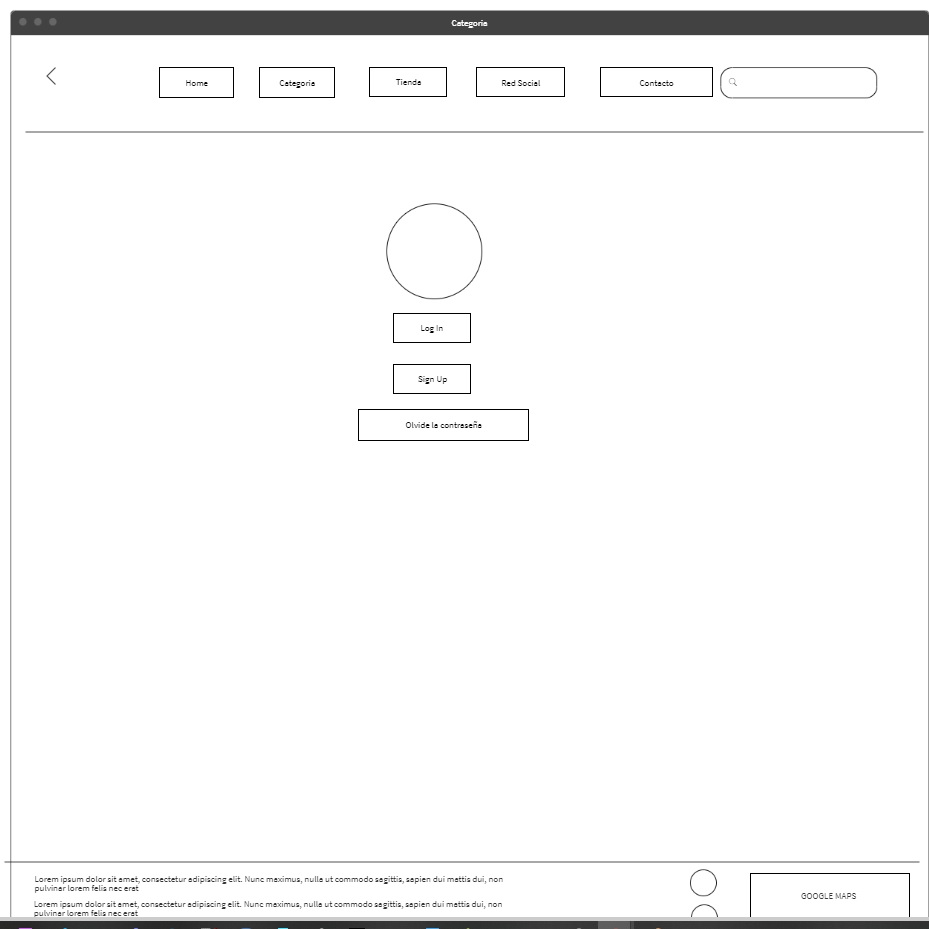 Categoria
Home
Categoria
Tienda
Red Social
Contacto
Log In
Sign Up
Olvide la contraseña
Lorem ipsum dolor sit amet, consectetur adipiscing elit. Nunc maximus, nulla ut commodo sagittis, sapien dui mattis dui, non
pulvinar lorem felis nec erat
GOOGLE MAPS
Lorem ipsum dolor sit amet, consectetur adipiscing elit. Nunc maximus, nulla ut commodo sagittis, sapien dui mattis dui, non
pulvinar lorem felis nec erat